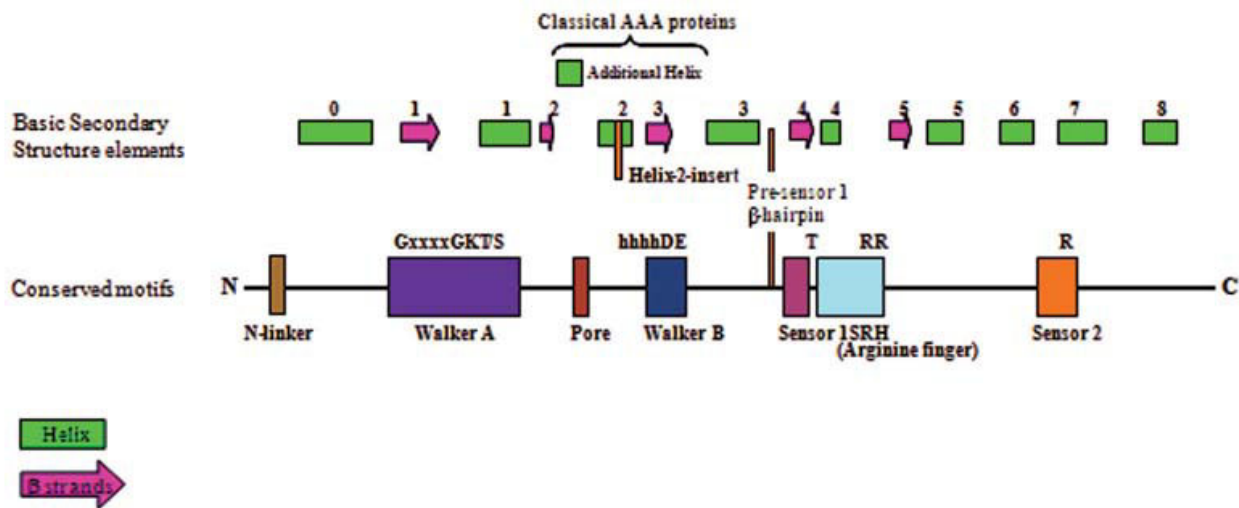 Classical AAA proteins
Additional Helix
0 1 1 2 2 3 3 4 4 5 5 6 7 8
Basic Secondary
Structure elements
Helix-2-insert
Pre-sensor 1
β-hairpin
GxxxxGKT/S hhhhDE T RR R
Conserved motifs N C
N-linker Walker A Pore Walker B Sensor 1SRH Sensor 2
(Arginine finger)
Helix
β strands